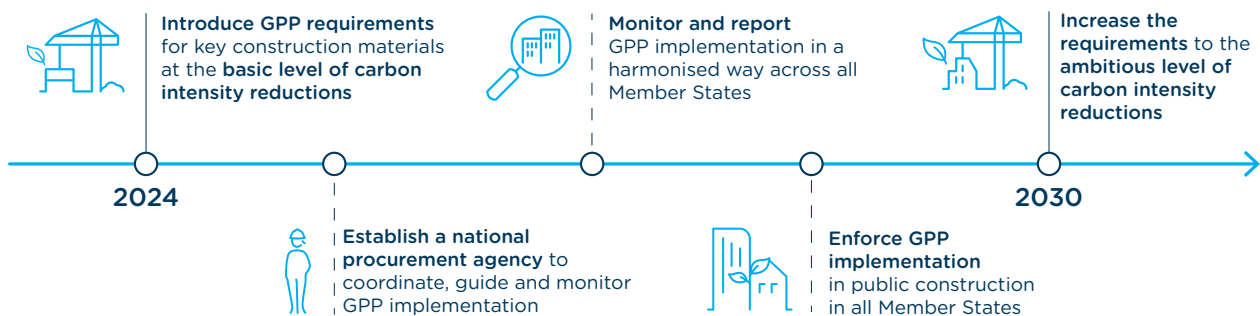 Introduce GPP requirements
for key construction materials
at the basic level of carbon
intensity reductions
Monitor and report
GPP implementation in a
harmonised way across all
Member States
Increase the
requirements to the
ambitious level of
carbon intensity
reductions
2024
2030
Establish a national
procurement agency to
coordinate, guide and monitor
GPP implementation
Enforce GPP
implementation
in public construction
in all Member States